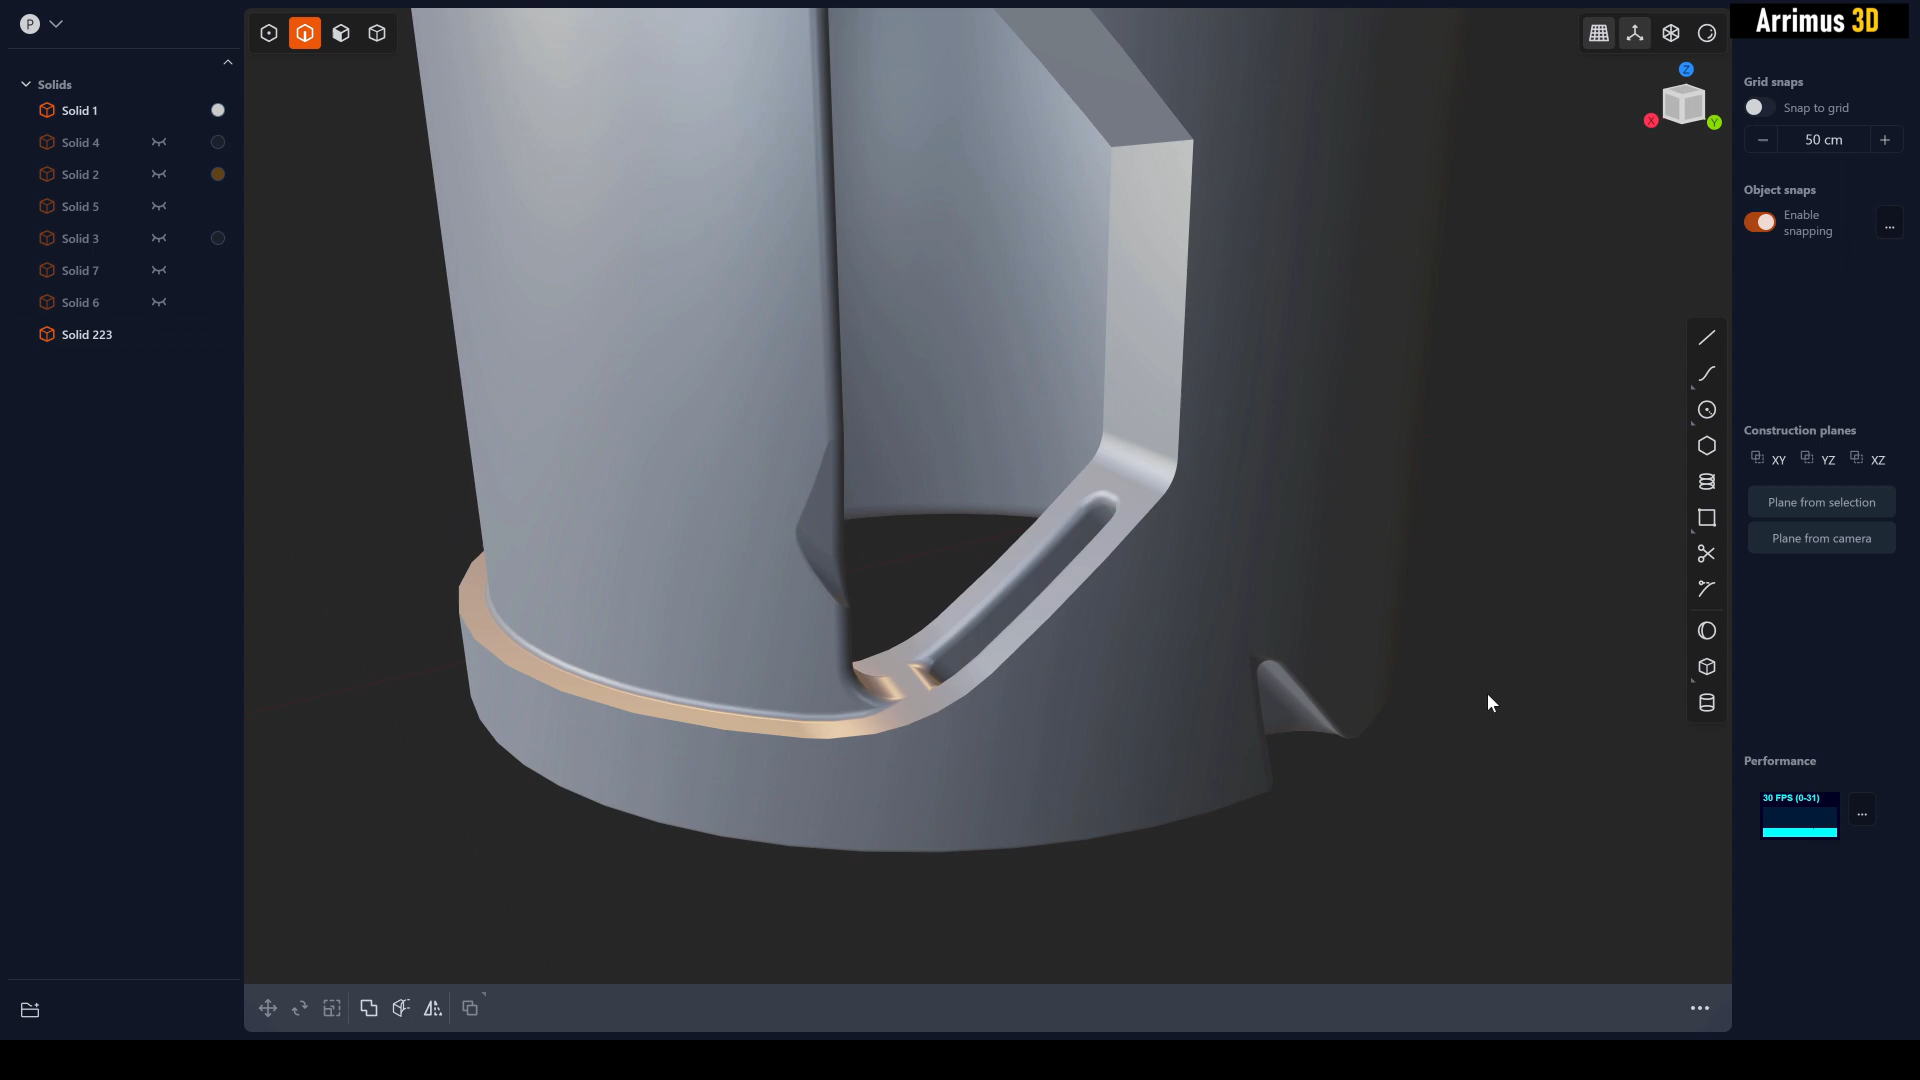 P
Arrimus 3D
Solids
Solid 1
Solid 4
Solid 2
Solid 5
Solid 3
Solid 7
Solid 6
Solid 223
Z
X
Y
Grid snaps
Snap to grid
50 cm
Object snaps
Enable
snapping
...
Construction planes
XY YZ XZ
Plane from selection
Plane from camera
Performance
30 FPS (0-31)
...